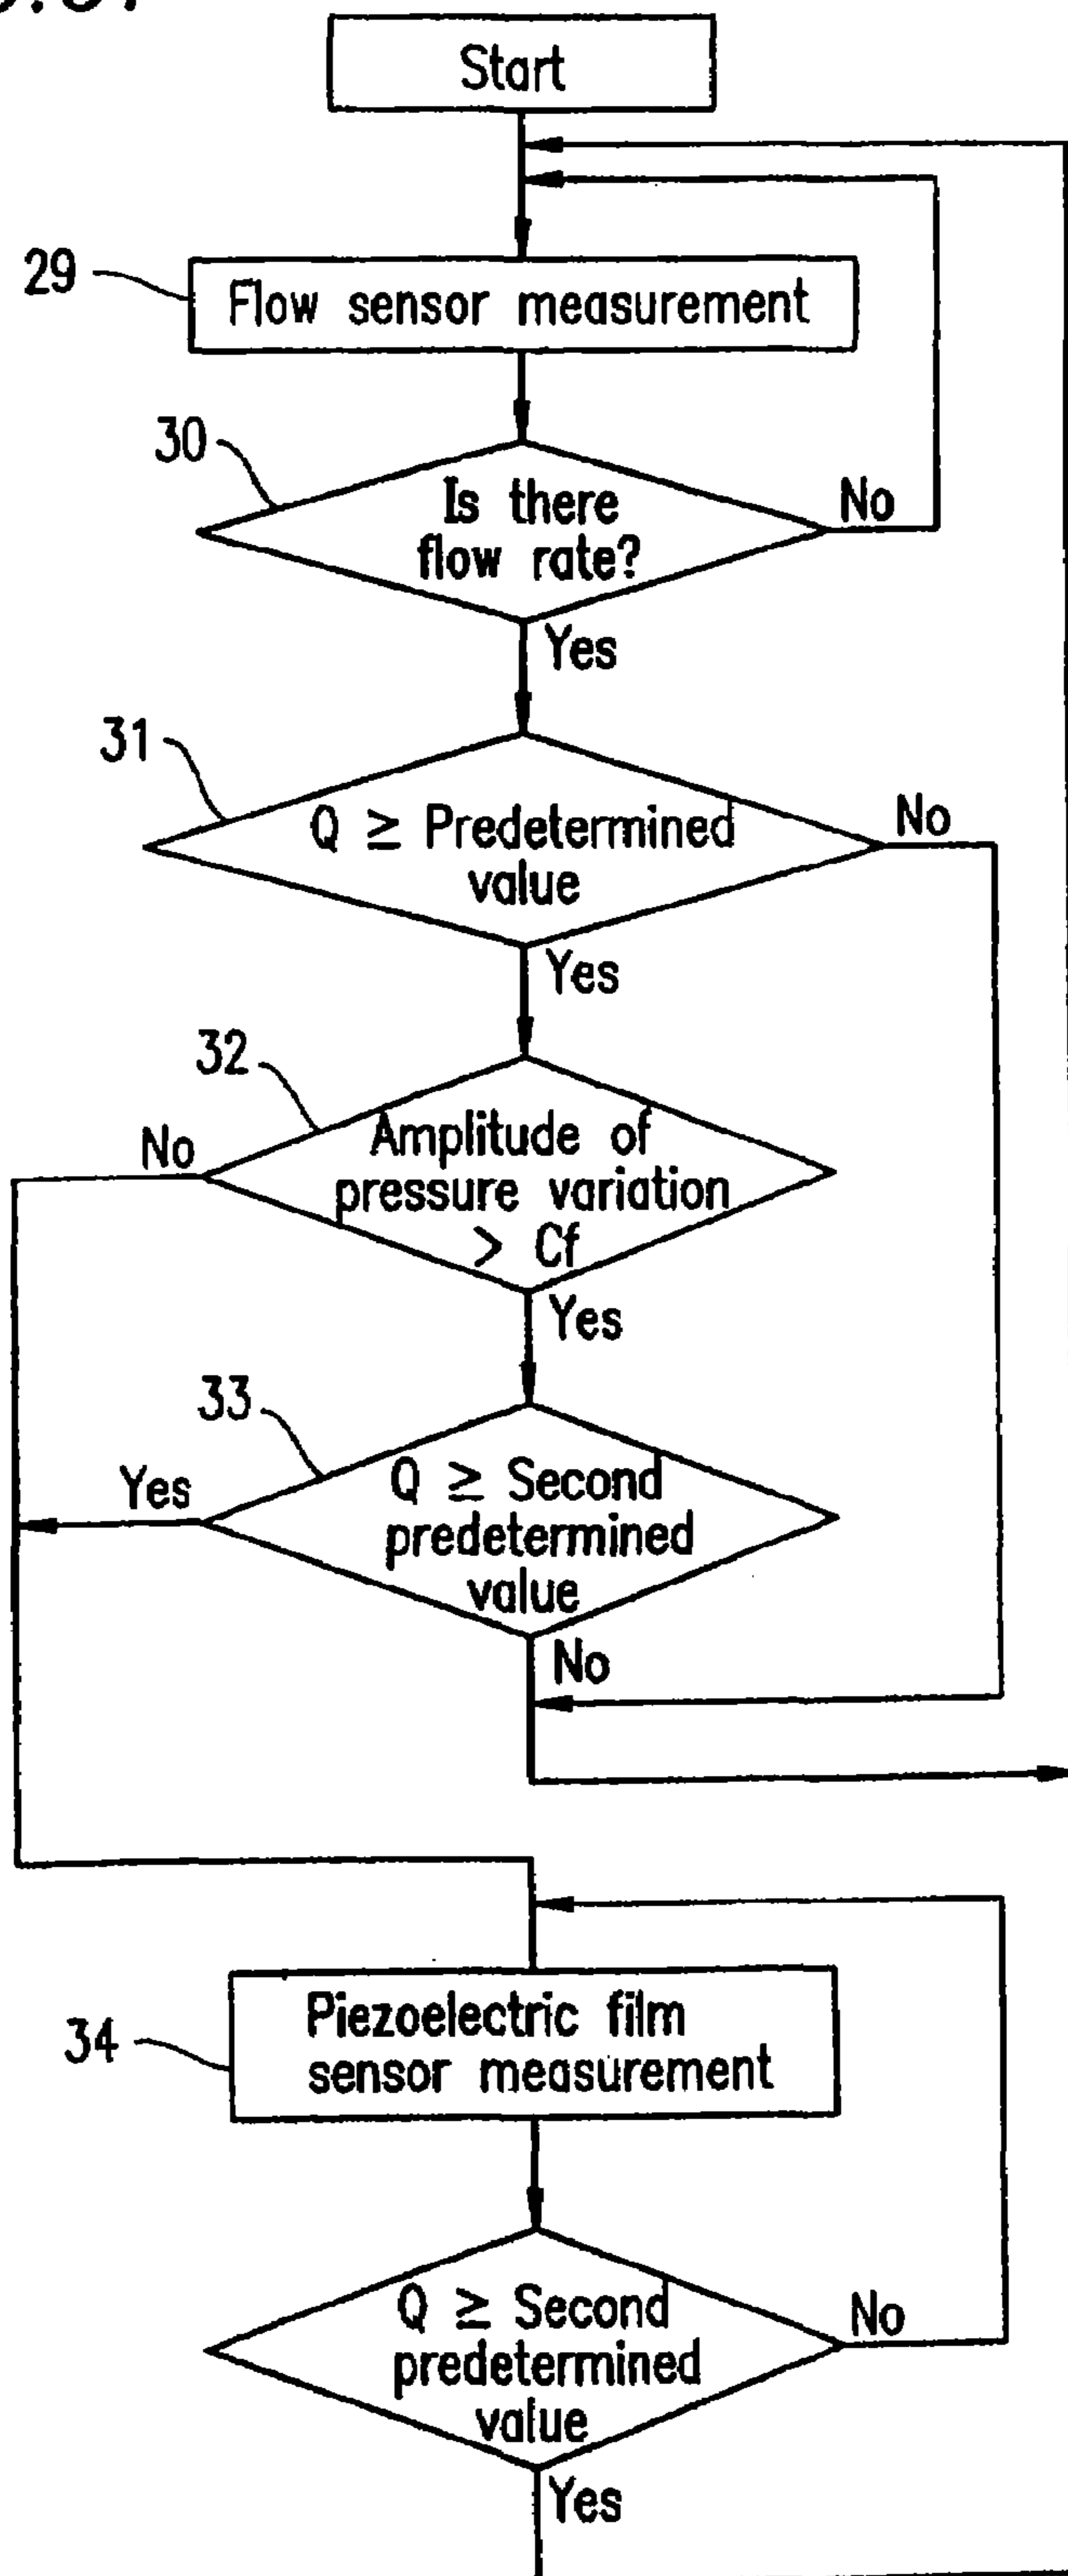 Start
29
Flow sensor measurement
30
Is there
flow rate?
No
Yes
31
Q ≥ Predetermined
value
No
Yes
32
No
Amplitude of
pressure variation
> Cf
Yes
33
Yes
Q ≥ Second
predetermined
value
No
34
Piezoelectric film
sensor measurement
Q ≥ Second
predetermined
value
No
Yes